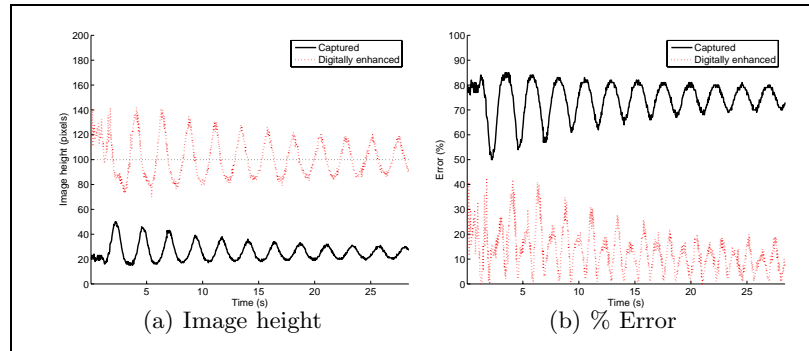 200
180
160
140
120
100
80
60
40
20
0
Image height (pixels)
5 10 15 20 25
Time (s)
Captured
Digitally enhanced
(a) Image height
100
90
80
70
60
50
40
30
20
10
0
Error (%)
5 10 15 20 25
Time (s)
Captured
Digitally enhanced
(b) % Error